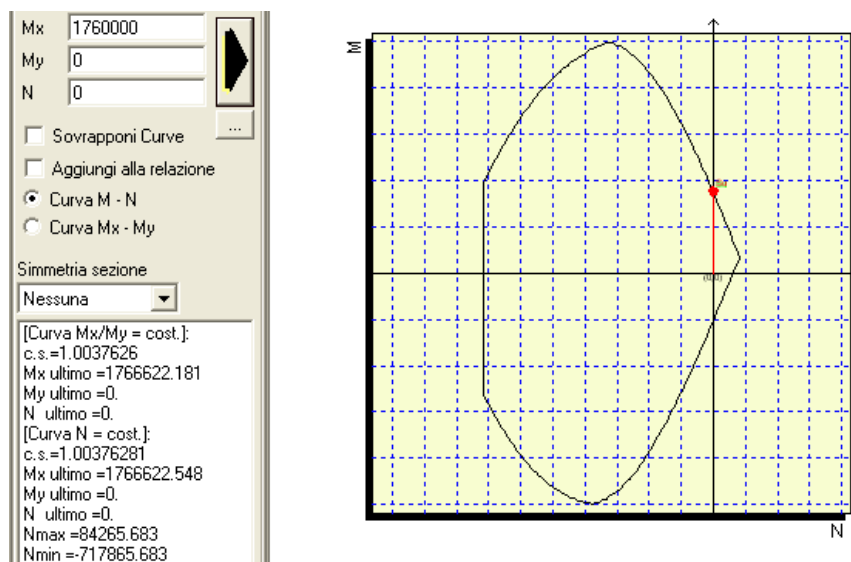 Mx 1760000
My 0
N 0
...
Sovrapponi Curve
Aggiungi alla relazione
Curva M - N
Curva Mx - My
Simmetria sezione
Nessuna
[Curva Mx/My = cost.]:
c.s.=1.0037626
Mx ultimo =1766622.181
My ultimo =0.
N ultimo =0.
[Curva N = cost.]:
c.s.=1.00376281
Mx ultimo =1766622.548
My ultimo =0.
N ultimo =0.
Nmax =84265.683
Nmin =-717865.683
M
(0,0)
N